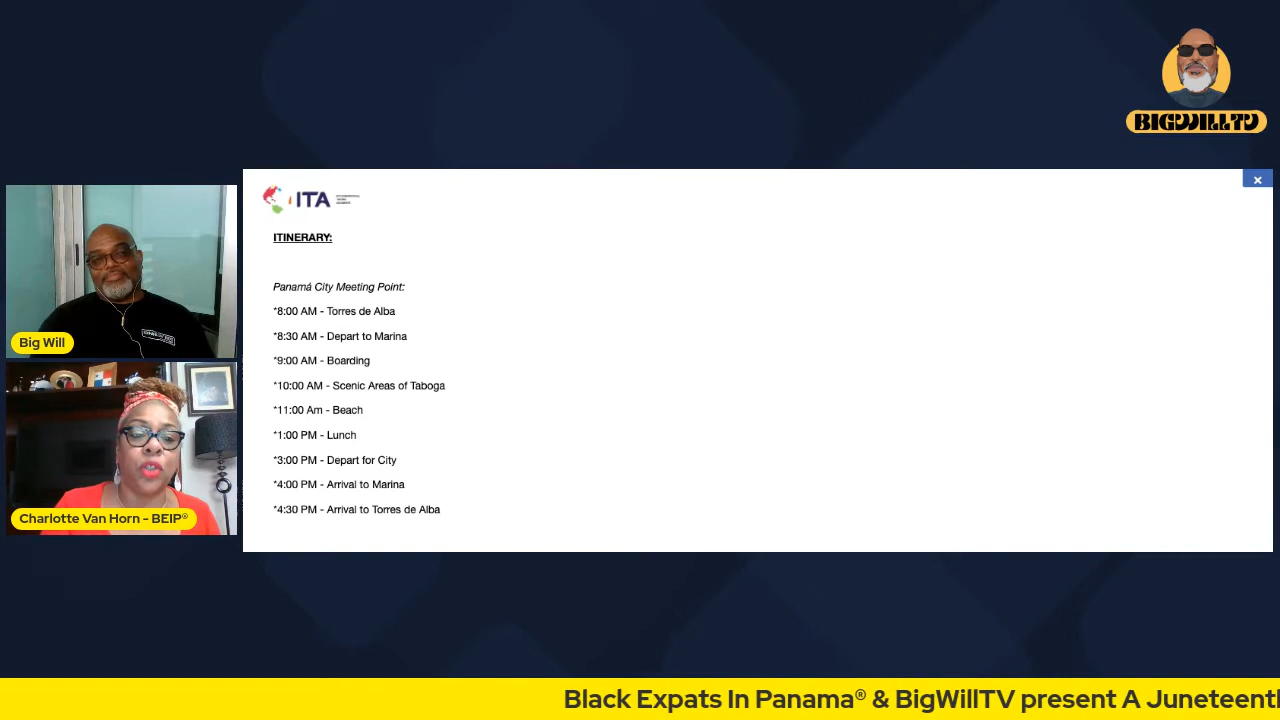 BIGWILLTV
×
ITA
ITINERARY:
Panamá City Meeting Point:
*8:00 AM - Torres de Alba
*8:30 AM - Depart to Marina
*9:00 AM - Boarding
*10:00 AM - Scenic Areas of Taboga
*11:00 Am - Beach
*1:00 PM - Lunch
*3:00 PM - Depart for City
*4:00 PM - Arrival to Marina
*4:30 PM - Arrival to Torres de Alba
Big Will
Charlotte Van Horn - BEIP®
Black Expats In Panama® & BigWillTV present A Juneteenth